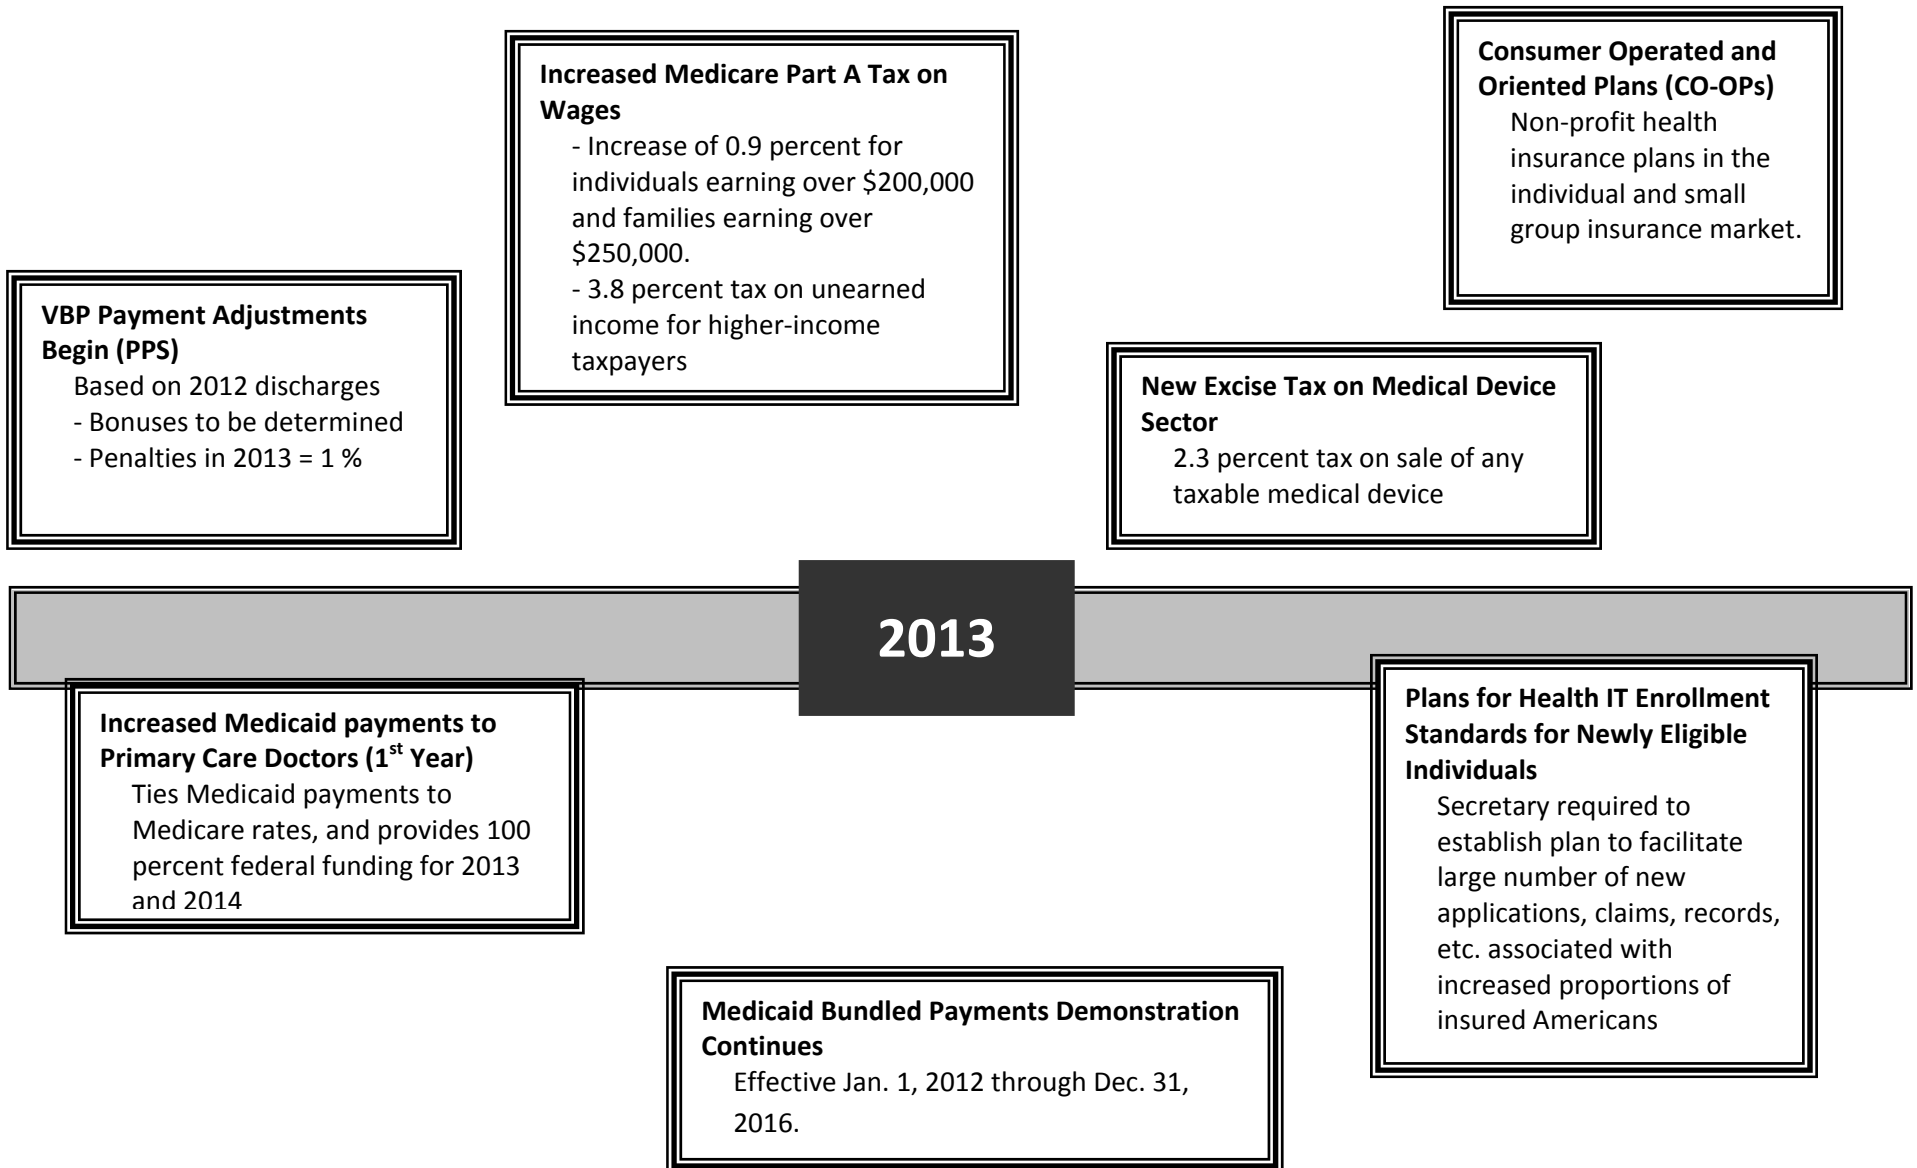 Increased Medicare Part A Tax on
Wages
- Increase of 0.9 percent for
individuals earning over $200,000
and families earning over
$250,000.
- 3.8 percent tax on unearned
income for higher-income
taxpayers
Consumer Operated and
Oriented Plans (CO-OPs)
Non-profit health
insurance plans in the
individual and small
group insurance market.
VBP Payment Adjustments
Begin (PPS)
Based on 2012 discharges
- Bonuses to be determined
- Penalties in 2013 = 1 %
New Excise Tax on Medical Device
Sector
2.3 percent tax on sale of any
taxable medical device
2013
Increased Medicaid payments to
Primary Care Doctors (1st Year)
Ties Medicaid payments to
Medicare rates, and provides 100
percent federal funding for 2013
and 2014
Plans for Health IT Enrollment
Standards for Newly Eligible
Individuals
Secretary required to
establish plan to facilitate
large number of new
applications, claims, records,
etc. associated with
increased proportions of
insured Americans
Medicaid Bundled Payments Demonstration
Continues
Effective Jan. 1, 2012 through Dec. 31,
2016.